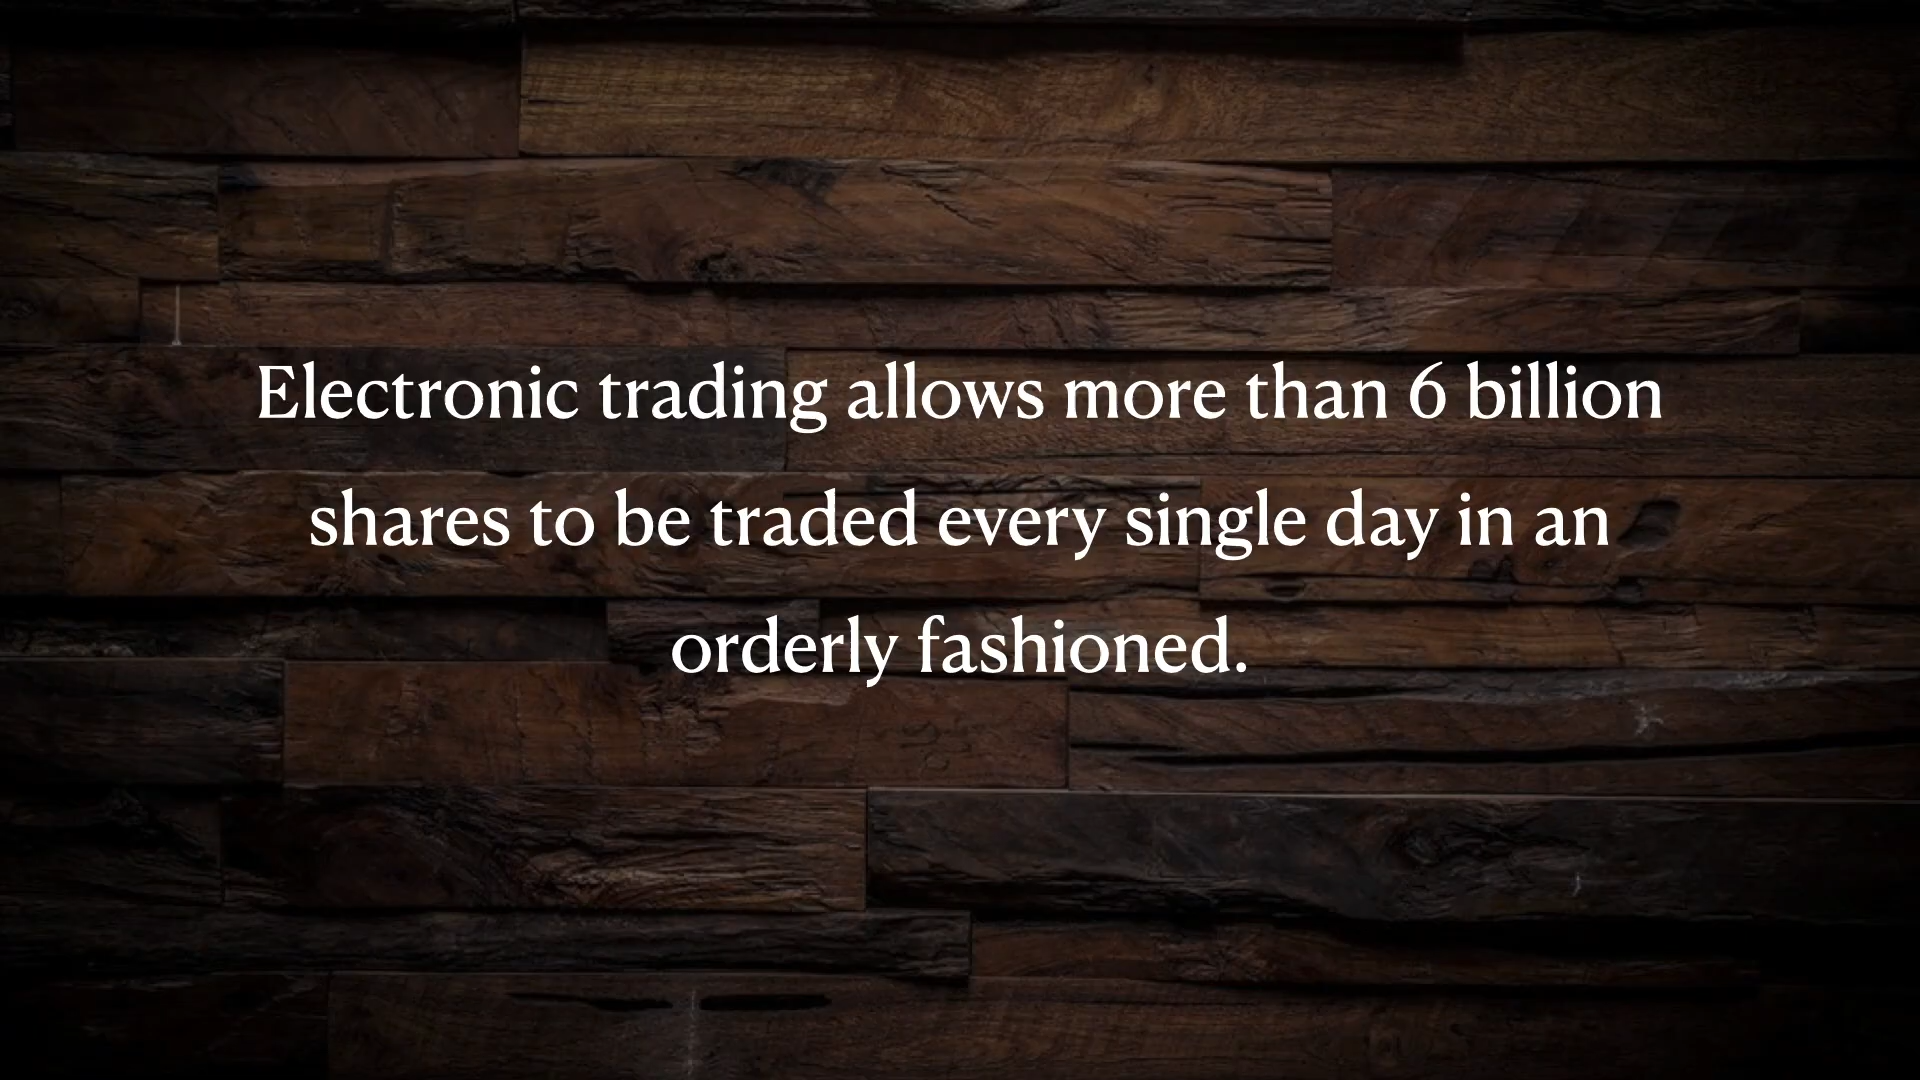 Electronic trading allows more than 6 billion
shares to be traded every single day in an
orderly fashioned.